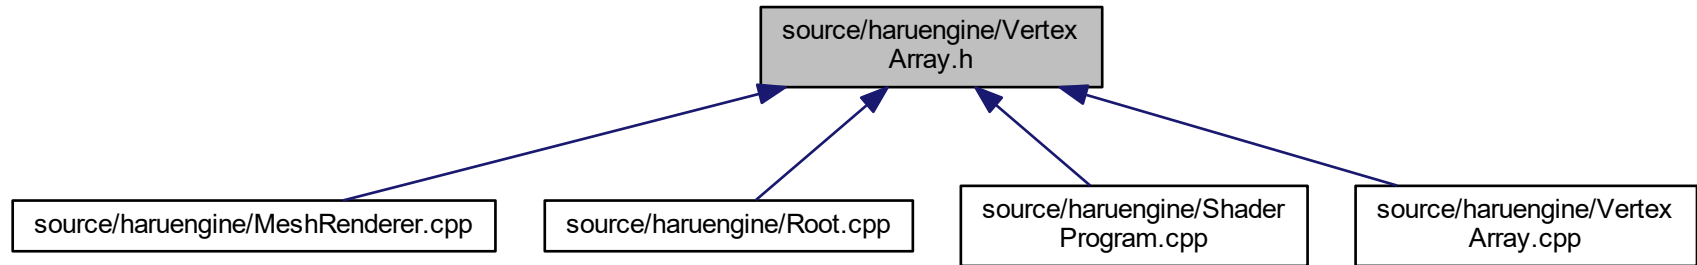 source/haruengine/Vertex
Array.h
source/haruengine/MeshRenderer.cpp
source/haruengine/Root.cpp
source/haruengine/Shader
Program.cpp
source/haruengine/Vertex
Array.cpp